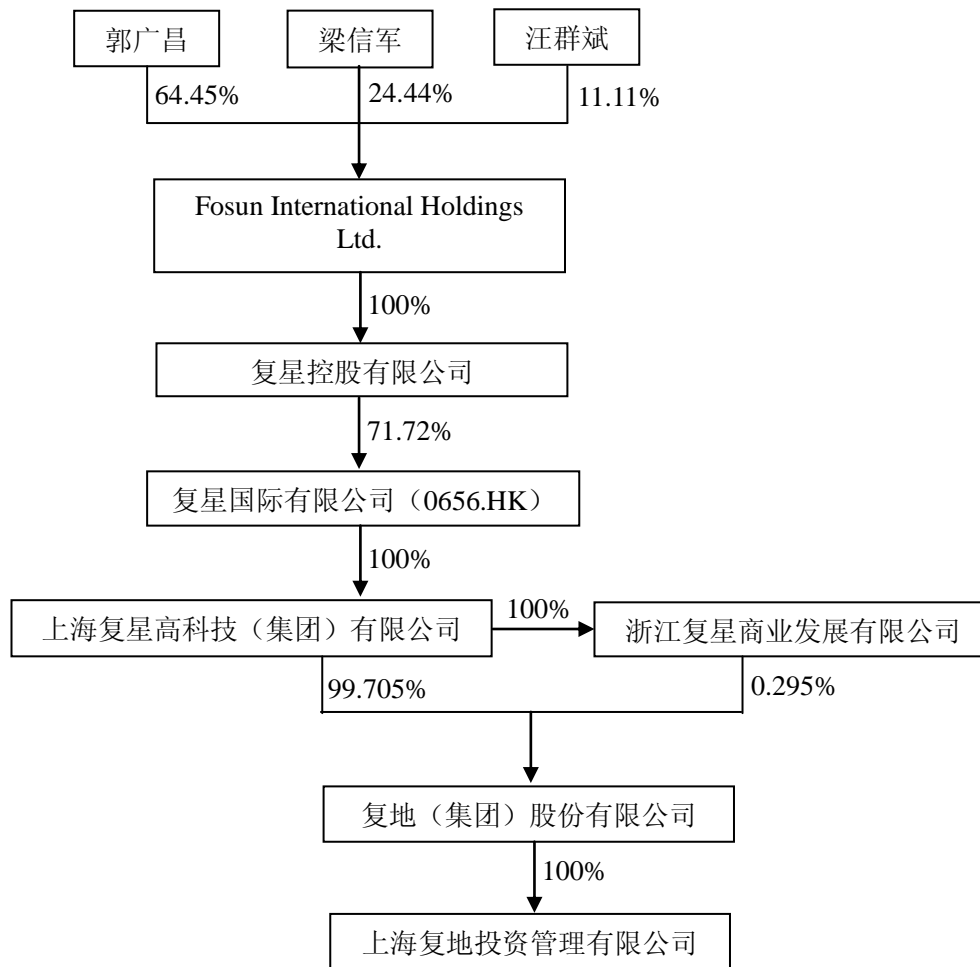 郭广昌
梁信军
汪群斌
64.45%
24.44%
11.11%
Fosun International Holdings
Ltd.
100%
复星控股有限公司
71.72%
复星国际有限公司（0656.HK）
100%
上海复星高科技（集团）有限公司
100%
浙江复星商业发展有限公司
99.705%
0.295%
复地（集团）股份有限公司
100%
上海复地投资管理有限公司